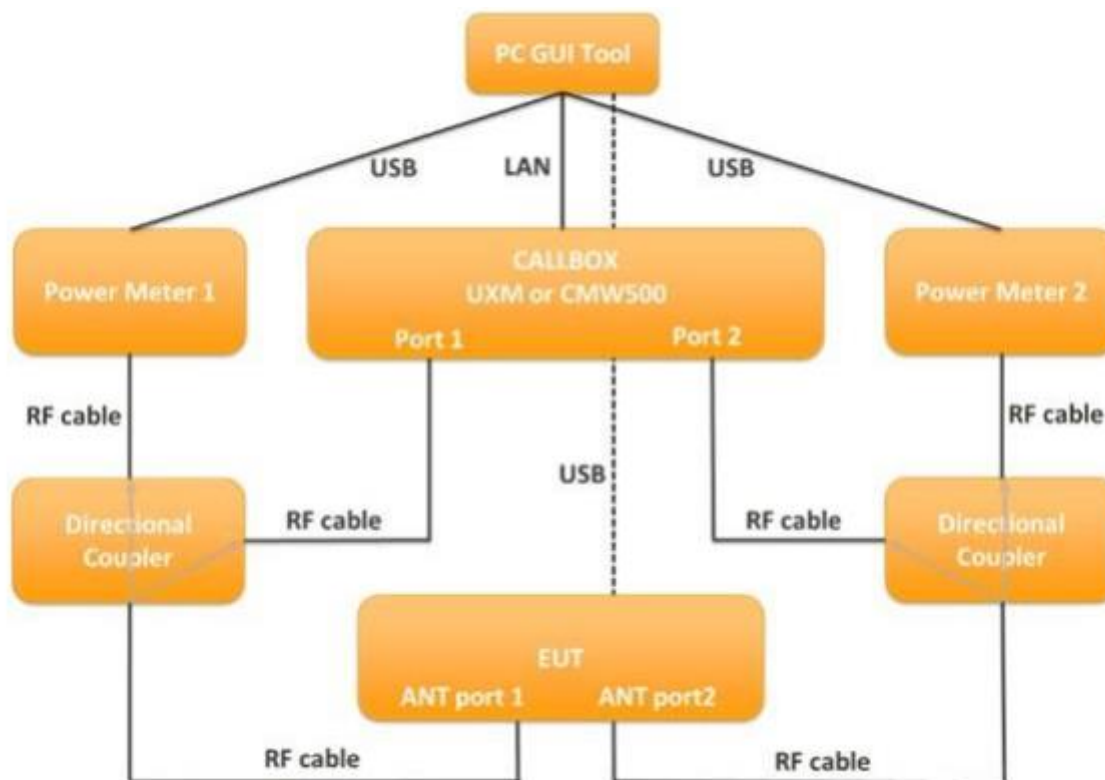 PC GUI Tool
USB
LAN
USB
Power Meter 1
CALLBOX
UXM or CMW500
Port 1
Port 2
Power Meter 2
RF cable
RF cable
Directional
Coupler
RF cable
USB
RF cable
Directional
Coupler
EUT
ANT port 1
ANT port2
RF cable
RF cable